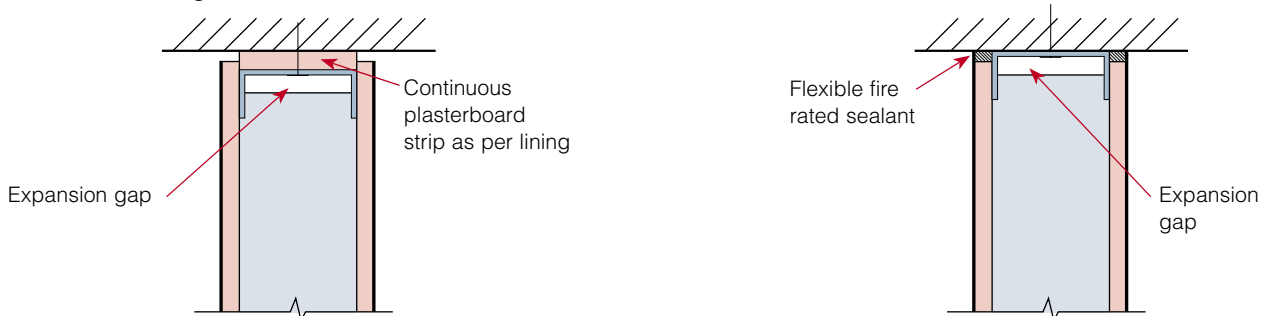 Continuous
plasterboard
strip as per lining
Expansion gap
Flexible fire
rated sealant
Expansion
gap